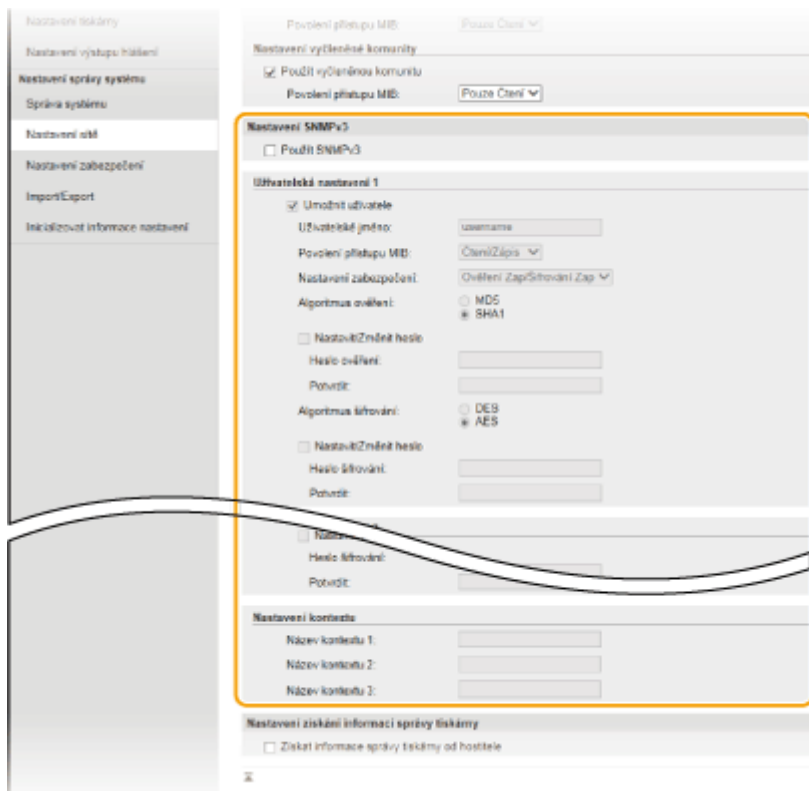 Nastavení tiskárny
Nastavení výstupu hlášení
Nastavení správy systému
Správa systému
Nastavení sítě
Nastavení zabezpečení
Import/Export
Inicializovat informace nastavení
Povolení přístupu MIB: Pouze Čtení
Nastavení vyčleněné komunity
Použít vyčleněnou komunitu
Povolení přístupu MIB: Pouze Čtení
Nastavení SNMPv3
Použít SNMPv3
Uživatelská nastavení 1
Umožnit uživatele
Uživatelské jméno: username
Povolení přístupu MIB: Čtení/Zápis
Nastavení zabezpečení: Ověření Zap/Šifrování Zap
Algoritmus ověření: MD5
SHA1
Nastavit/Změnit heslo
Heslo ověření:
Potvrdit:
Algoritmus šifrování: DES
AES
Nastavit/Změnit heslo
Heslo šifrování:
Potvrdit:
Heslo šifrování:
Potvrdit:
Nastavení kontextu
Název kontextu 1:
Název kontextu 2:
Název kontextu 3:
Nastavení získání informací správy tiskárny
Získat informace správy tiskárny od hostitele